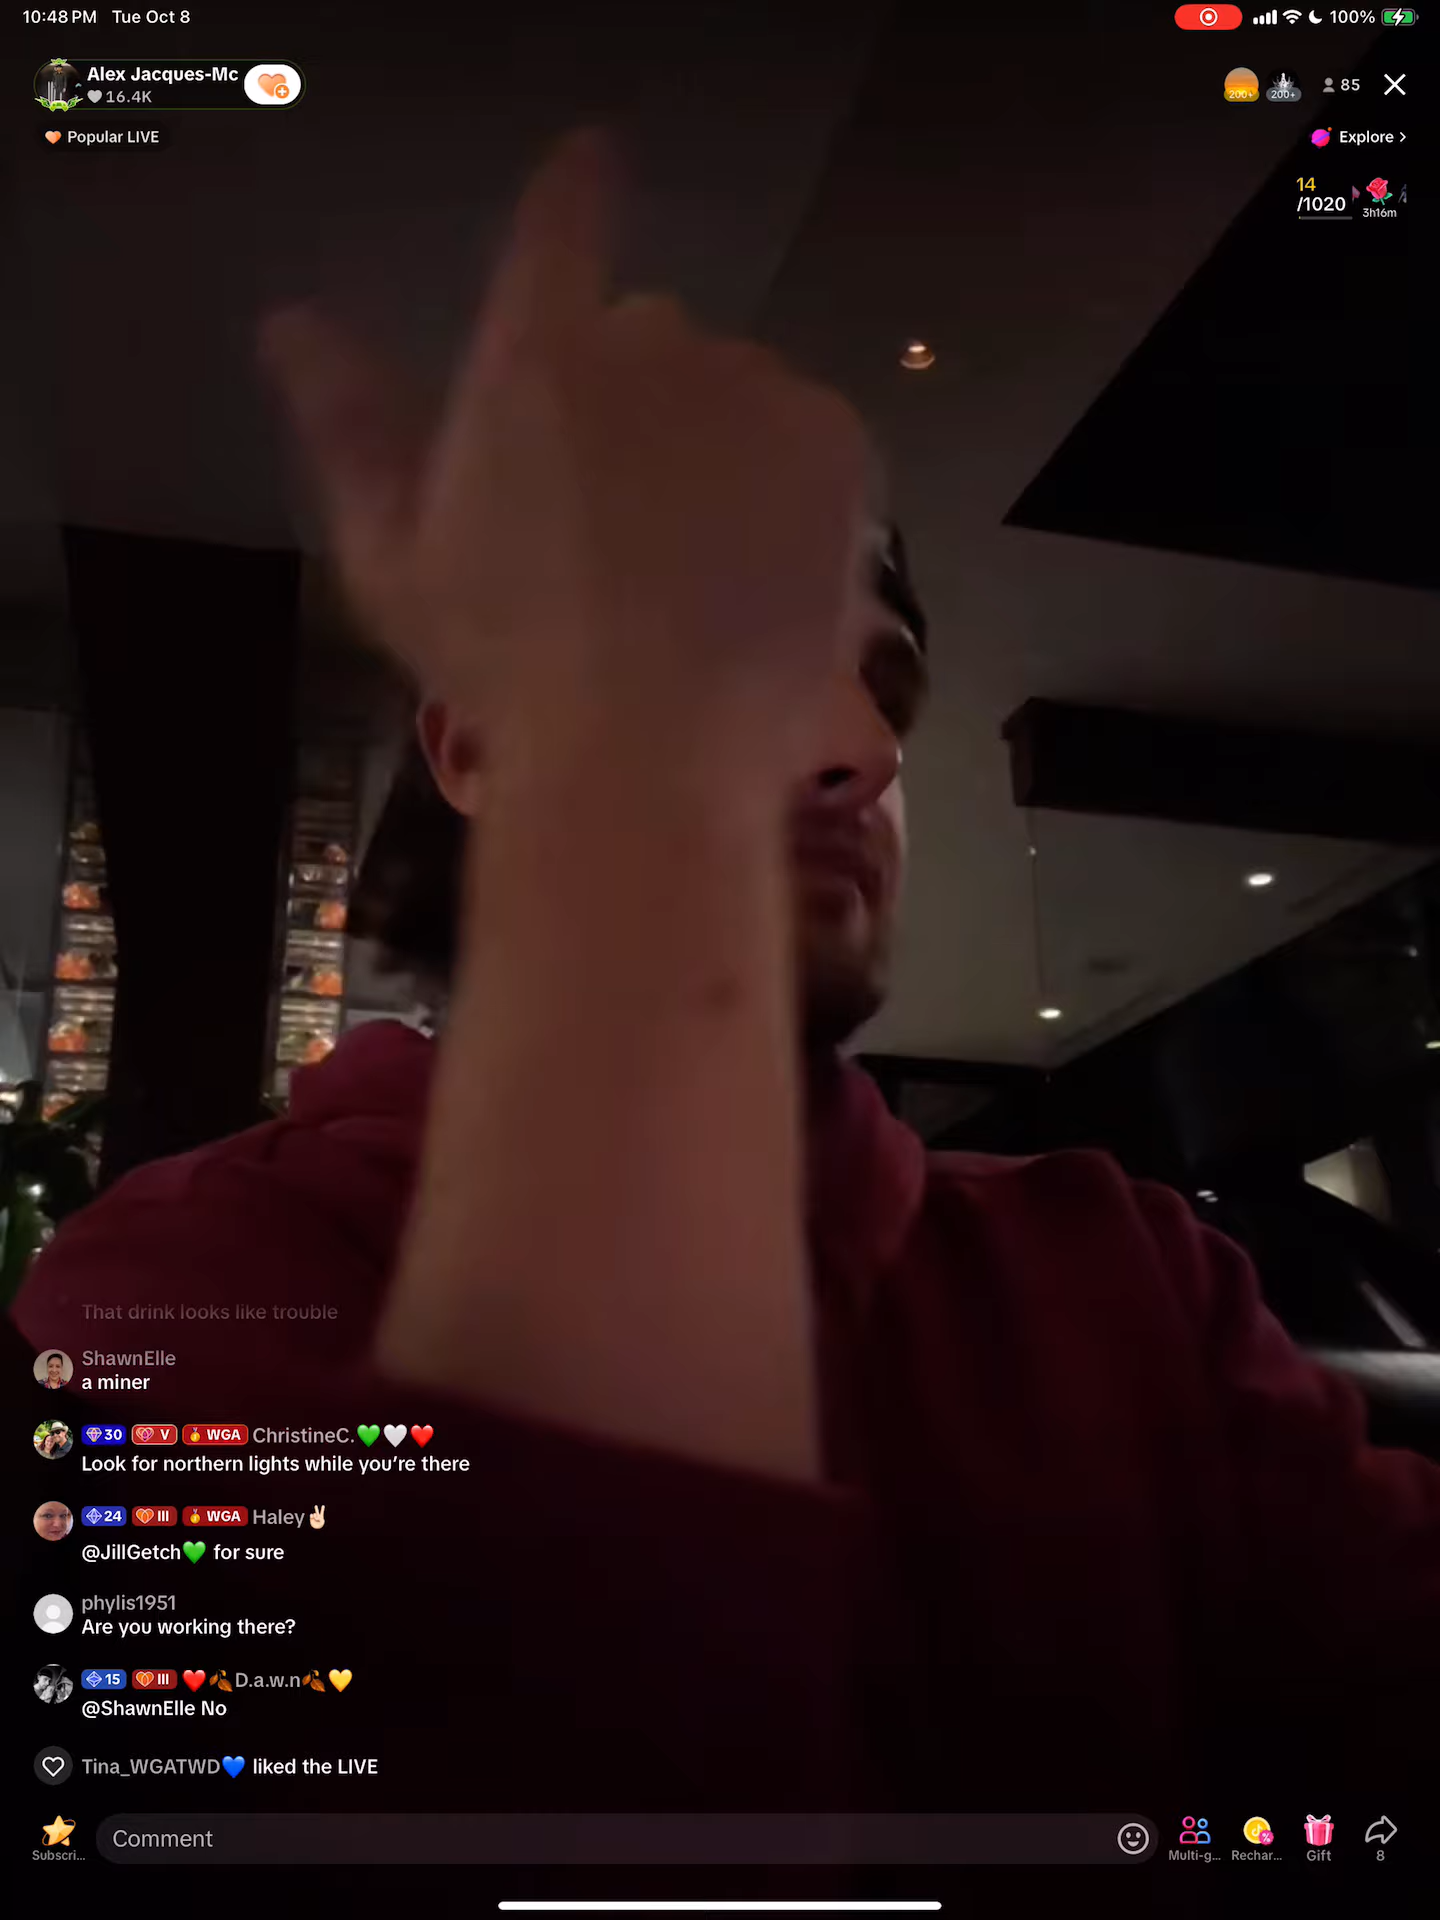 10:48 PM Tue Oct 8
100%
Alex Jacques-Mc
16.4K
200+
200+
85
Popular LIVE
Explore >
14
/1020
3h16m
That drink looks like trouble
ShawnElle
a miner
30 V WGA ChristineC.💚🤍❤️
Look for northern lights while you’re there
24 III WGA Haley✌🏻
@JillGetch💚 for sure
phylis1951
Are you working there?
15 III ❤️🍂D.a.w.n🍂💛
@ShawnElle No
Tina_WGATWD💙 liked the LIVE
Subscri...
Comment
Multi-g...
Rechar...
Gift
8